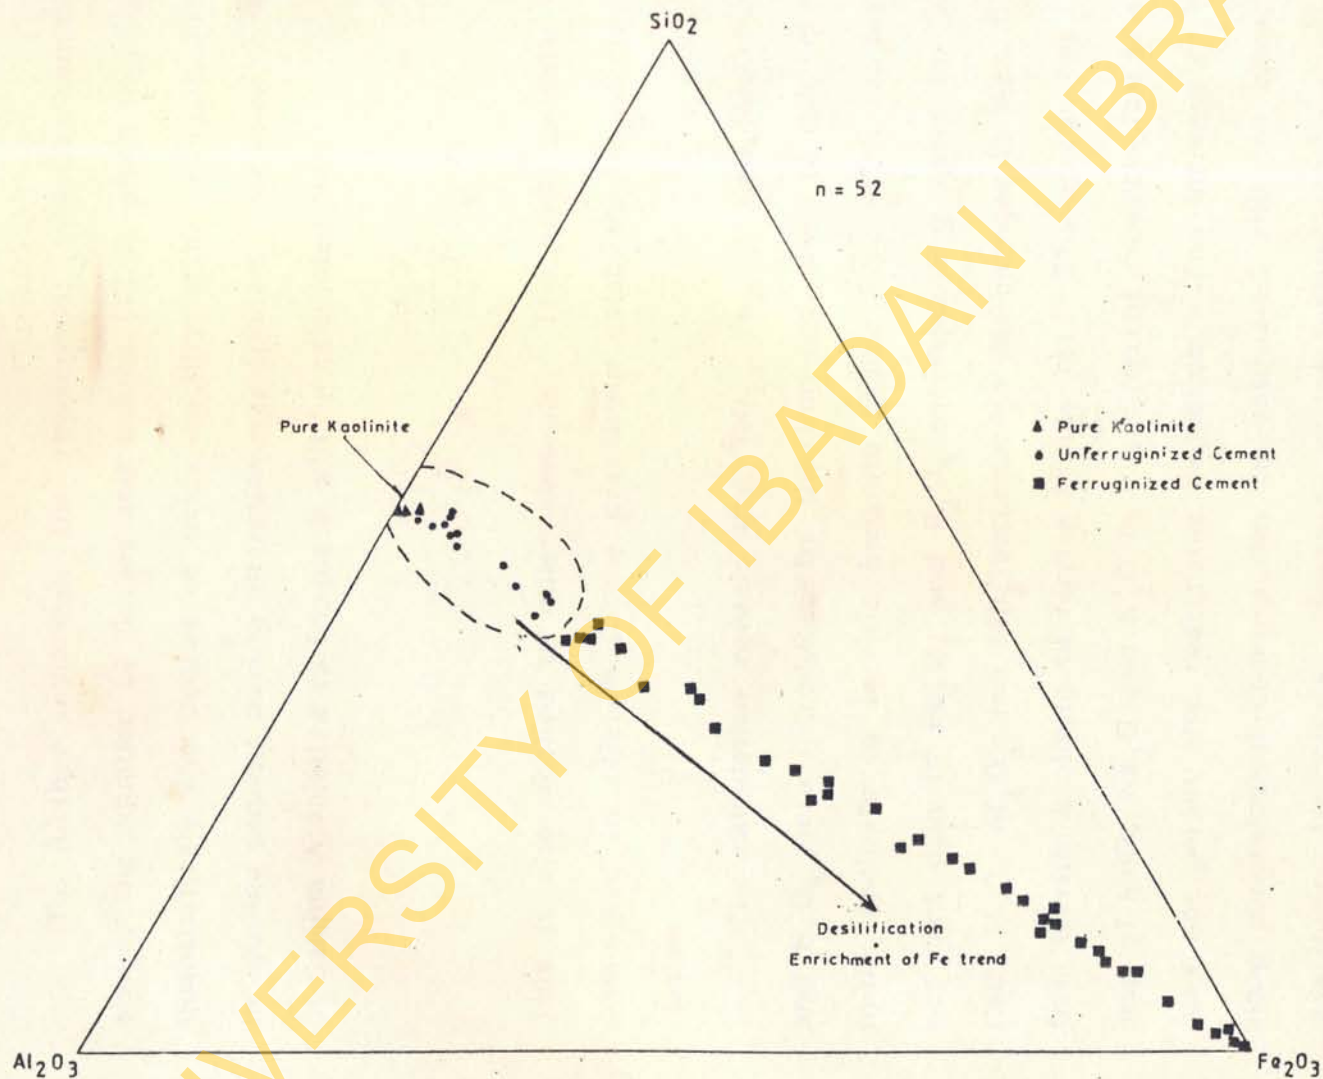 SiO2
n = 52
Pure Kaolinite
Pure Kaolinite
Unferruginized Cement
Ferruginized Cement
Desilification
Enrichment of Fe trend
Al2O3
Fe2O3
UNIVERSITY OF IBADAN LIBRA